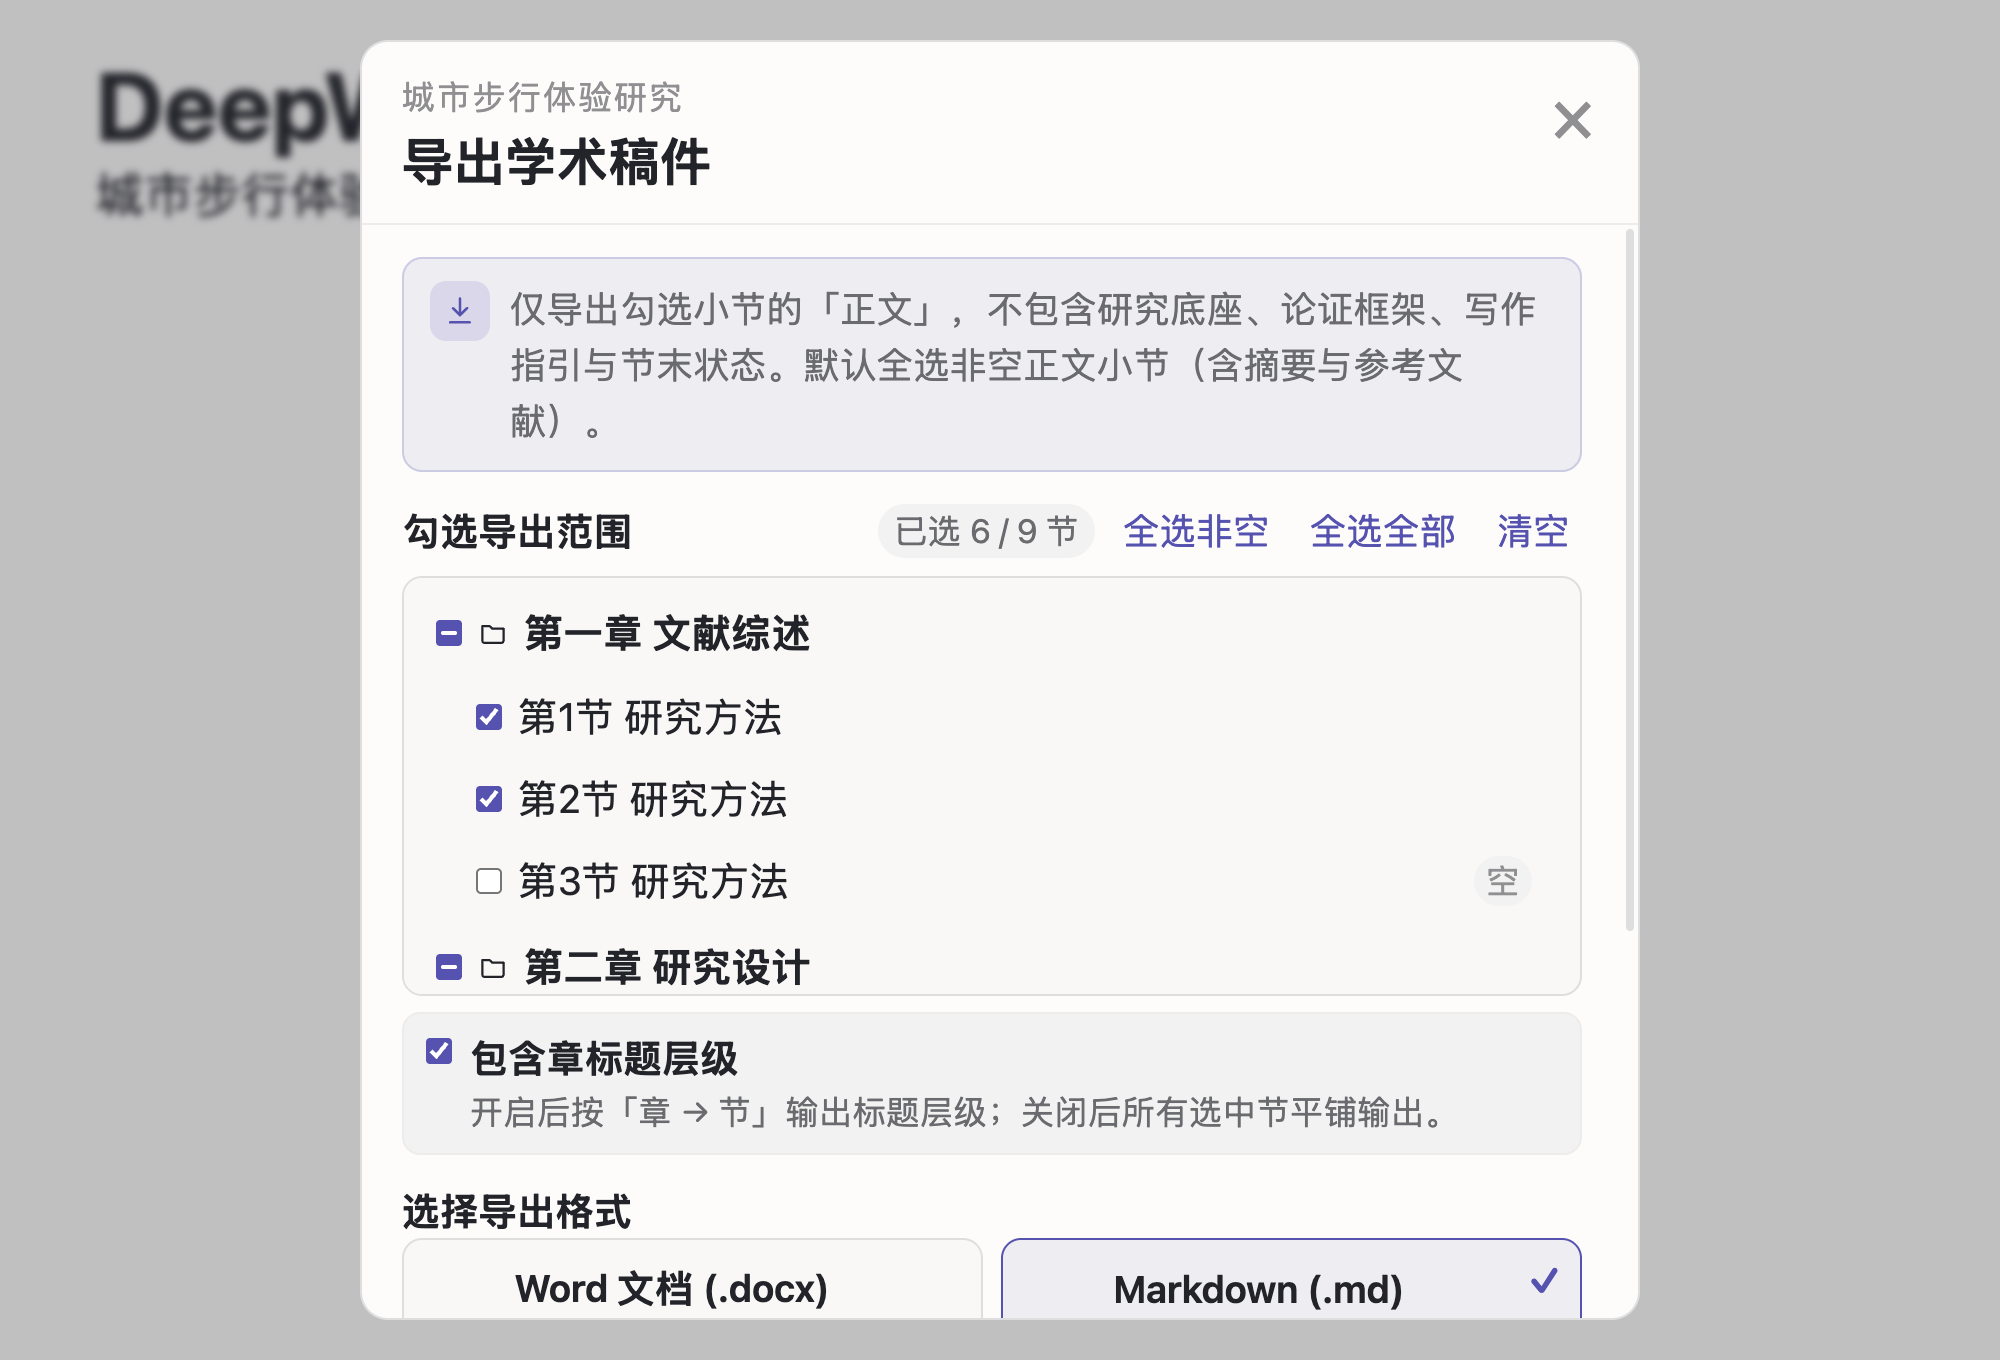 DeepW
城市步行体验
城市步行体验研究
导出学术稿件
仅导出勾选小节的「正文」，不包含研究底座、论证框架、写作
指引与节末状态。默认全选非空正文小节（含摘要与参考文
献）。
勾选导出范围 已选 6 / 9 节 全选非空 全选全部 清空
第一章 文献综述
第1节 研究方法
第2节 研究方法
第3节 研究方法 空
第二章 研究设计
包含章标题层级
开启后按「章 → 节」输出标题层级；关闭后所有选中节平铺输出。
选择导出格式
Word 文档 (.docx) Markdown (.md)